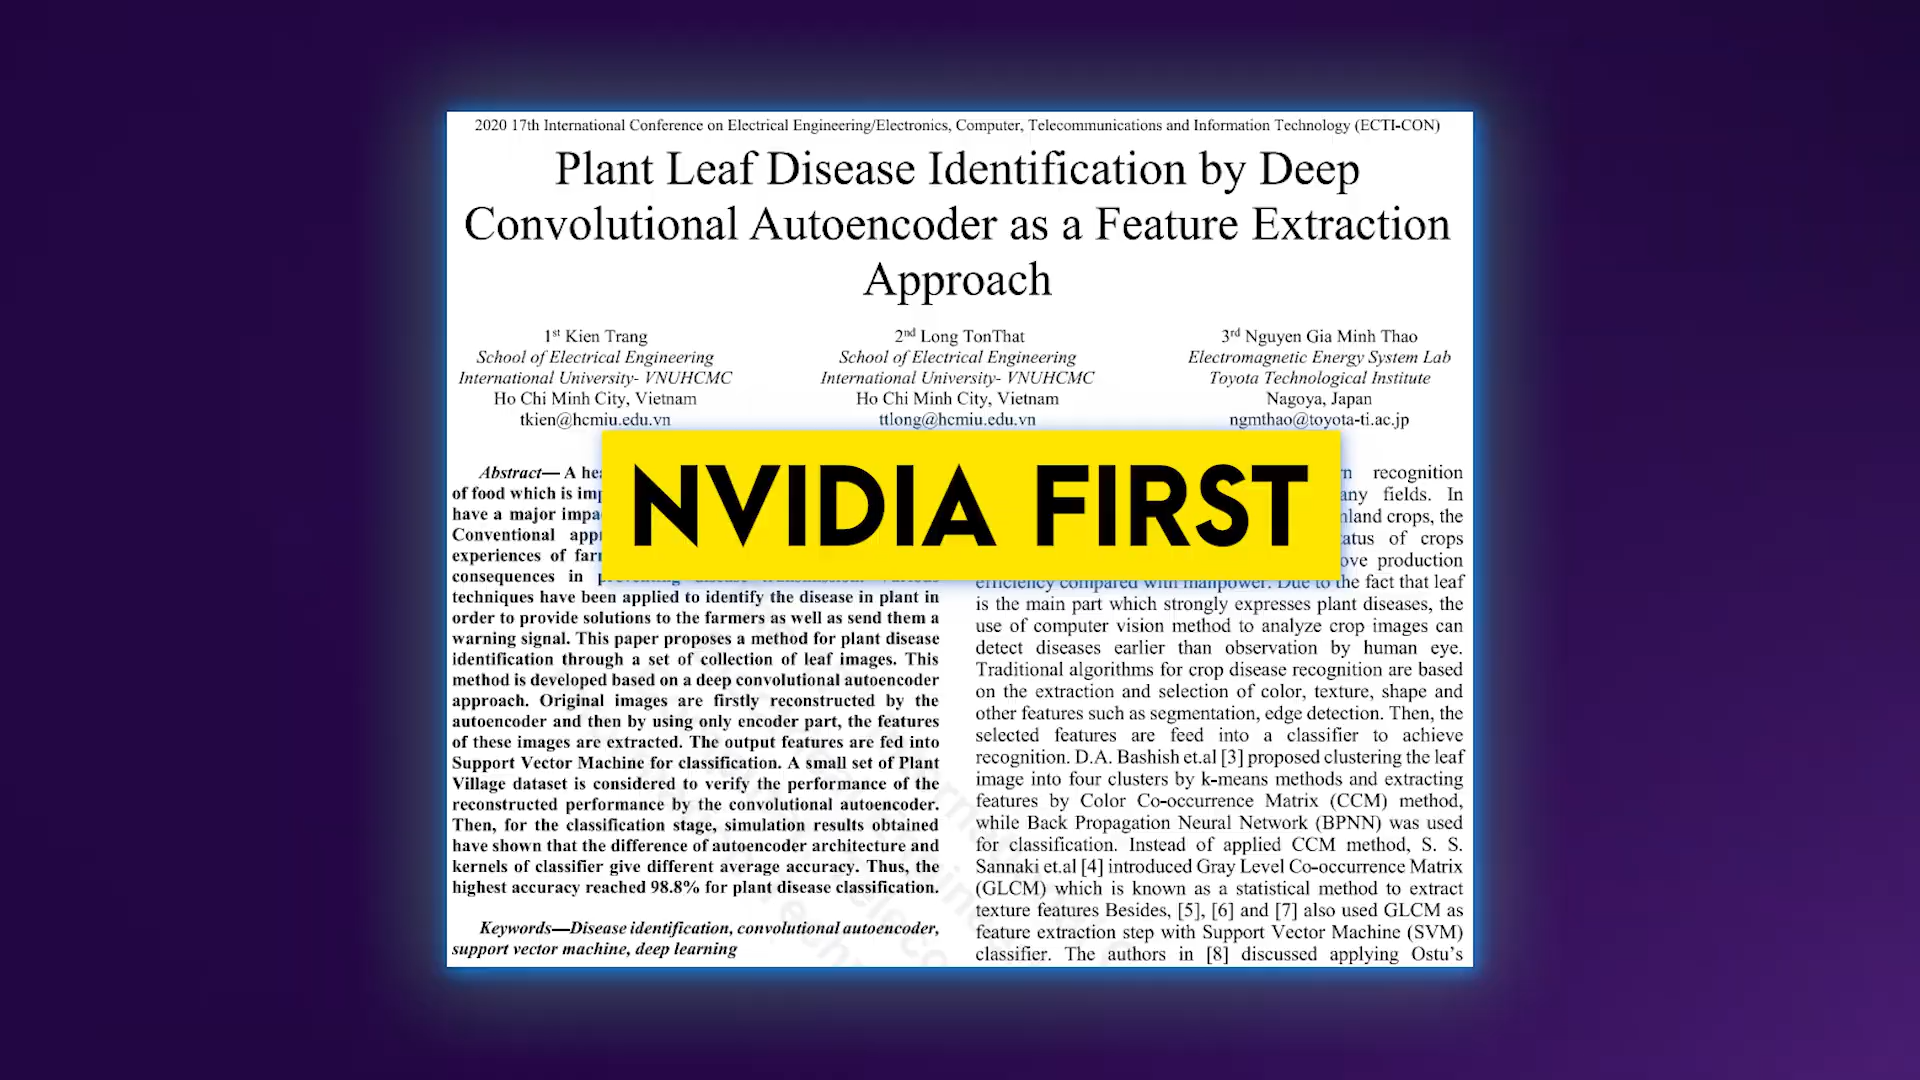 2020 17th International Conference on Electrical Engineering/Electronics, Computer, Telecommunications and Information Technology (ECTI-CON)
Plant Leaf Disease Identification by Deep
Convolutional Autoencoder as a Feature Extraction
Approach
1st Kien Trang
School of Electrical Engineering
International University- VNUHCMC
Ho Chi Minh City, Vietnam
tkien@hcmiu.edu.vn
2nd Long TonThat
School of Electrical Engineering
International University- VNUHCMC
Ho Chi Minh City, Vietnam
ttlong@hcmiu.edu.vn
3rd Nguyen Gia Minh Thao
Electromagnetic Energy System Lab
Toyota Technological Institute
Nagoya, Japan
ngmthao@toyota-ti.ac.jp
NVIDIA FIRST
Abstract— A
of food which is
have a major
Conventional
experiences of
consequences in
techniques have been applied to identify the disease in plant in
order to provide solutions to the farmers as well as send them a
warning signal. This paper proposes a method for plant disease
identification through a set of collection of leaf images. This
method is developed based on a deep convolutional autoencoder
approach. Original images are firstly reconstructed by the
autoencoder and then by using only encoder part, the features
of these images are extracted. The output features are fed into
Support Vector Machine for classification. A small set of Plant
Village dataset is considered to verify the performance of the
reconstructed performance by the convolutional autoencoder.
Then, for the classification stage, simulation results obtained
have shown that the difference of autoencoder architecture and
kernels of classifier give different average accuracy. Thus, the
highest accuracy reached 98.8% for plant disease classification.
Keywords—Disease identification, convolutional autoencoder,
support vector machine, deep learning
recognition
fields. In
crops, the
of crops
production
efficiency compared with manpower. Due to the fact that leaf
is the main part which strongly expresses plant diseases, the
use of computer vision method to analyze crop images can
detect diseases earlier than observation by human eye.
Traditional algorithms for crop disease recognition are based
on the extraction and selection of color, texture, shape and
other features such as segmentation, edge detection. Then, the
selected features are feed into a classifier to achieve
recognition. D.A. Bashish et.al [3] proposed clustering the leaf
image into four clusters by k-means methods and extracting
features by Color Co-occurrence Matrix (CCM) method,
while Back Propagation Neural Network (BPNN) was used
for classification. Instead of applied CCM method, S. S.
Sannaki et.al [4] introduced Gray Level Co-occurrence Matrix
(GLCM) which is known as a statistical method to extract
texture features Besides, [5], [6] and [7] also used GLCM as
feature extraction step with Support Vector Machine (SVM)
classifier. The authors in [8] discussed applying Ostu's